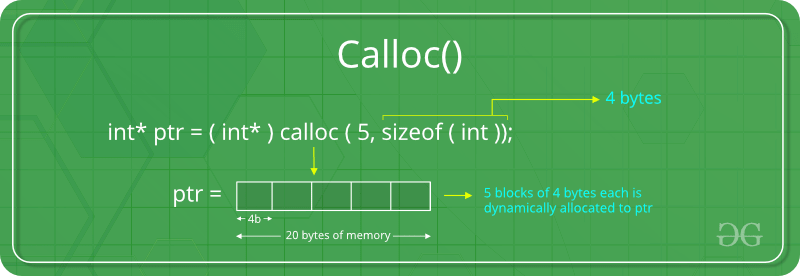 Calloc()
4 bytes
int* ptr = ( int* ) calloc ( 5, sizeof ( int ));
ptr =
5 blocks of 4 bytes each is
dynamically allocated to ptr
4b
20 bytes of memory